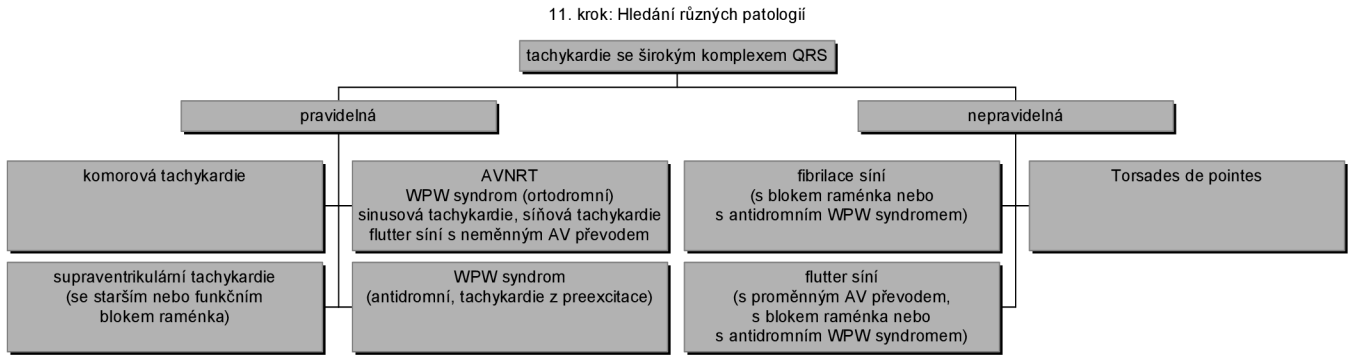 11. krok: Hledání různých patologií
tachykardie se širokým komplexem QRS
pravidelná
nepravidelná
komorová tachykardie
AVNRT
WPW syndrom (ortodromní)
sinusová tachykardie, síňová tachykardie
flutter síní s neměnným AV převodem
fibrilace síní
(s blokem raménka nebo
s antidromním WPW syndromem)
Torsades de pointes
supraventrikulární tachykardie
(se starším nebo funkčním
blokem raménka)
WPW syndrom
(antidromní, tachykardie z preexcitace)
flutter síní
(s proměnným AV převodem,
s blokem raménka nebo
s antidromním WPW syndromem)